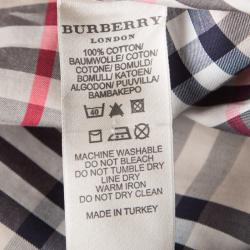 BURBERRY
LONDON
100% COTTON/
BAUMWOLLE/ COTON/
COTONE/ BOMULD/
BOMULL/ KATOEN/
ALGODON/ PUUVILLA/
BAMBAKEPO
40
MACHINE WASHABLE
DO NOT BLEACH
DO NOT TUMBLE DRY
LINE DRY
WARM IRON
DO NOT DRY CLEAN
MADE IN TURKEY